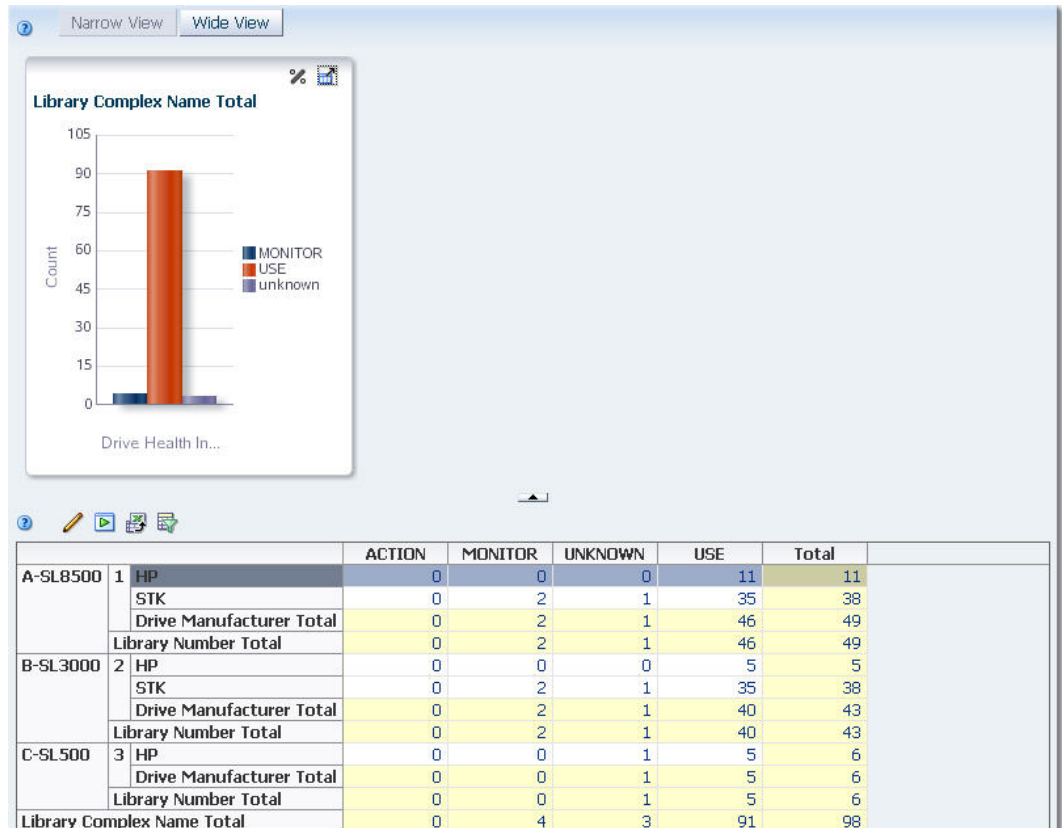 Narrow View Wide View
Library Complex Name Total
105
90
75
60
45
30
15
0
Count
MONITOR
USE
unknown
Drive Health In...
ACTION MONITOR UNKNOWN USE Total
A-SL8500 1 HP 0 0 0 11 11
STK 0 2 1 35 38
Drive Manufacturer Total 0 2 1 46 49
Library Number Total 0 2 1 46 49
B-SL3000 2 HP 0 0 0 5 5
STK 0 2 1 35 38
Drive Manufacturer Total 0 2 1 40 43
Library Number Total 0 2 1 40 43
C-SL500 3 HP 0 0 1 5 6
Drive Manufacturer Total 0 0 1 5 6
Library Number Total 0 0 1 5 6
Library Complex Name Total 0 4 3 91 98